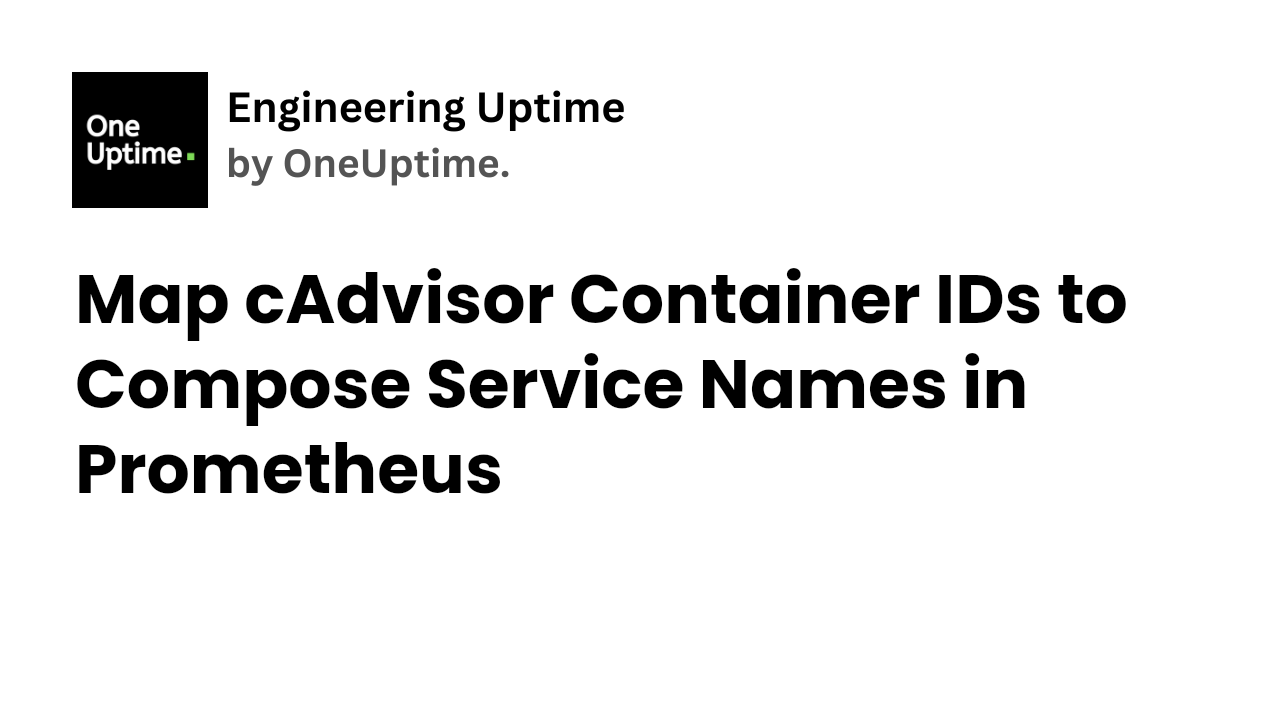 One
Uptime.
Engineering Uptime
by OneUptime.
Map cAdvisor Container IDs to
Compose Service Names in
Prometheus